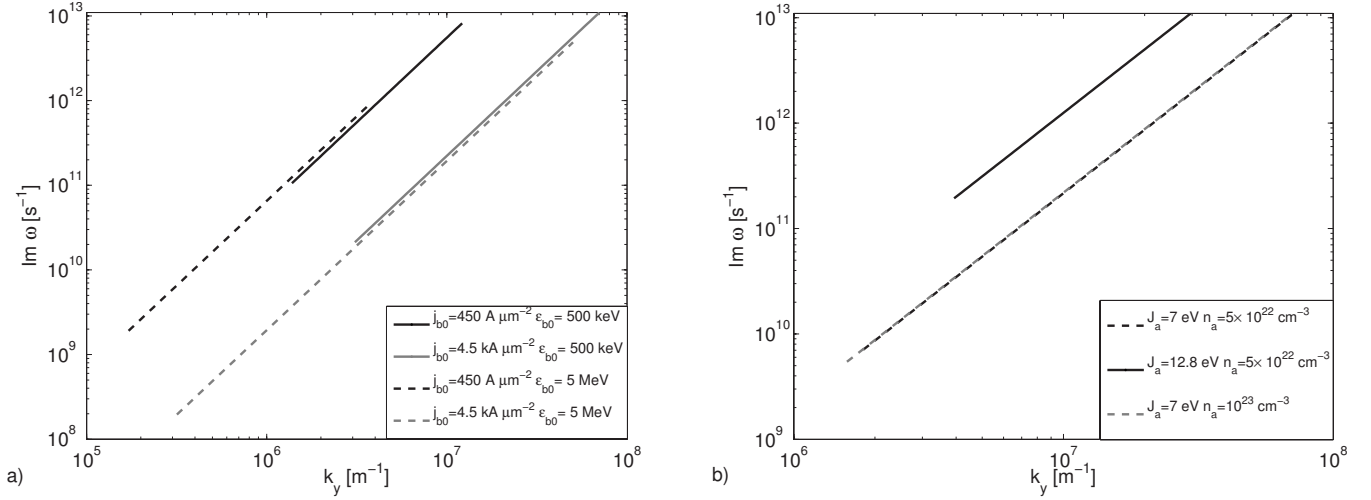 10^13
10^12
10^11
10^10
10^9
10^8
Im ω [s^−1]
10^5
10^6
10^7
10^8
k_y [m^−1]
a)
j_b0=450 A μm^−2 ε_b0= 500 keV
j_b0=4.5 kA μm^−2 ε_b0= 500 keV
j_b0=450 A μm^−2 ε_b0= 5 MeV
j_b0=4.5 kA μm^−2 ε_b0= 5 MeV
10^13
10^12
10^11
10^10
10^9
Im ω [s^−1]
10^6
10^7
10^8
k_y [m^−1]
b)
J_a=7 eV n_a=5× 10^22 cm^−3
J_a=12.8 eV n_a=5× 10^22 cm^−3
J_a=7 eV n_a=10^23 cm^−3